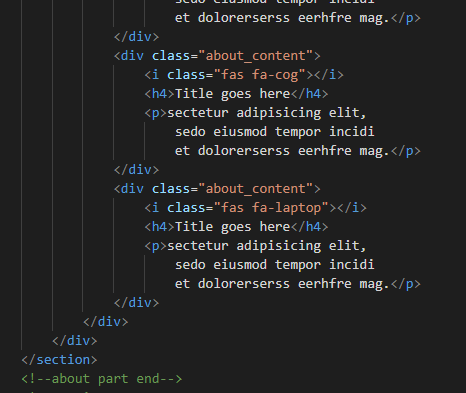 sedo eiusmod tempor incidi
et dolorerserss eerhfre mag.</p>
</div>
<div class="about_content">
<i class="fas fa-cog"></i>
<h4>Title goes here</h4>
<p>sectetur adipisicing elit,
sedo eiusmod tempor incidi
et dolorerserss eerhfre mag.</p>
</div>
<div class="about_content">
<i class="fas fa-laptop"></i>
<h4>Title goes here</h4>
<p>sectetur adipisicing elit,
sedo eiusmod tempor incidi
et dolorerserss eerhfre mag.</p>
</div>
</div>
</div>
</section>
<!--about part end-->